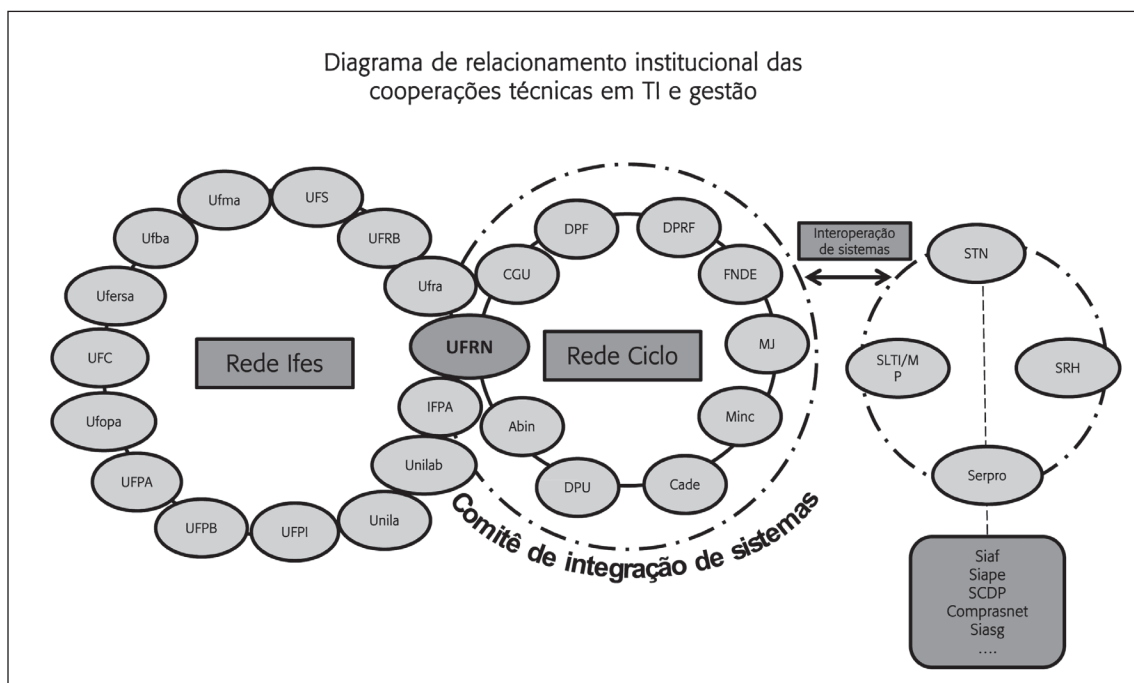 Diagrama de relacionamento institucional das
cooperações técnicas em TI e gestão
Ufma
UFS
Ufba
UFRB
Ufersa
Ufra
UFC
Rede Ifes
UFRN
Ufopa
IFPA
UFPA
Unilab
UFPB
UFPI
Unila
DPF
DPRF
CGU
FNDE
Rede Ciclo
MJ
Abin
Minc
DPU
Cade
Comitê de integração de sistemas
Interoperação
de sistemas
STN
SLTI/M
P
SRH
Serpro
Siaf
Siape
SCDP
Comprasnet
Siasg
....